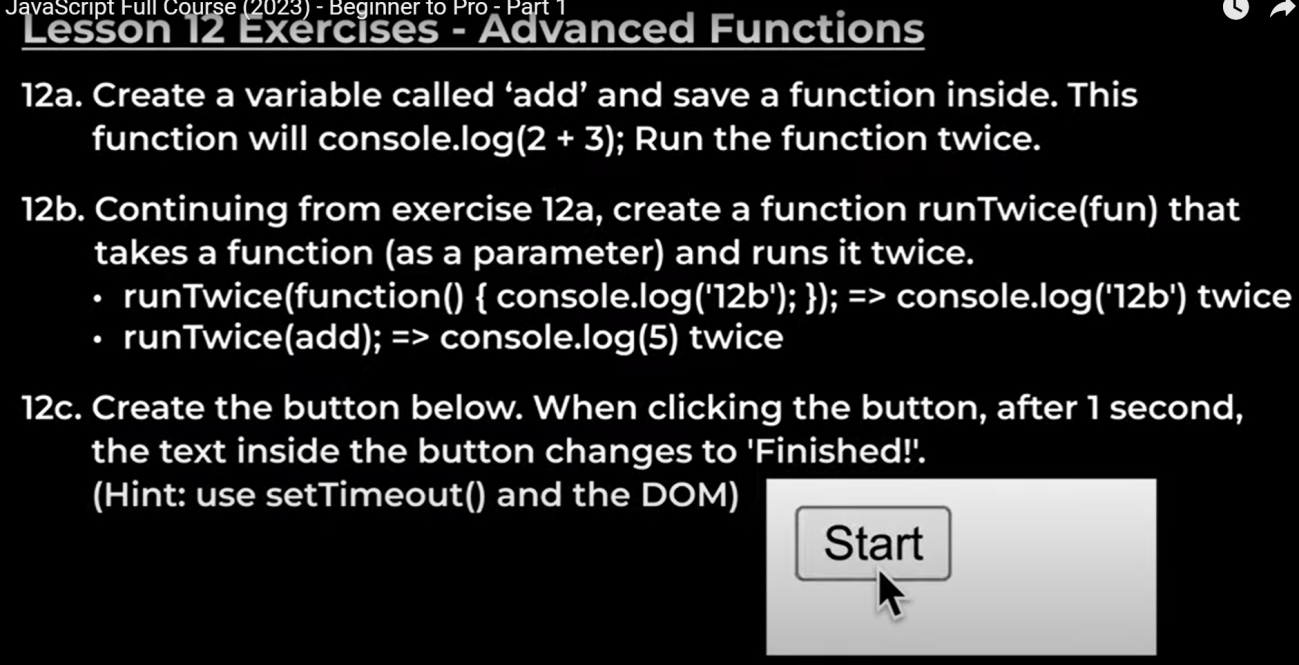 JavaScript Full Course (2023) - Beginner to Pro - Part 1
Lesson 12 Exercises - Advanced Functions
12a. Create a variable called ‘add’ and save a function inside. This
function will console.log(2 + 3); Run the function twice.
12b. Continuing from exercise 12a, create a function runTwice(fun) that
takes a function (as a parameter) and runs it twice.
• runTwice(function() { console.log('12b'); }); => console.log('12b') twice
• runTwice(add); => console.log(5) twice
12c. Create the button below. When clicking the button, after 1 second,
the text inside the button changes to 'Finished!'.
(Hint: use setTimeout() and the DOM)
Start